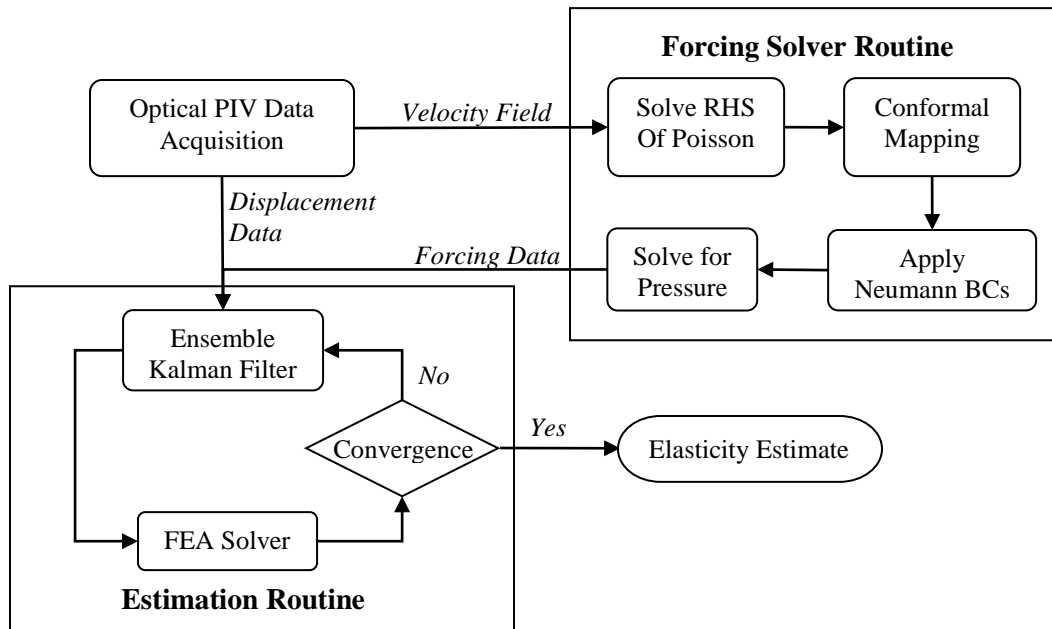 Forcing Solver Routine
Optical PIV Data
Acquisition
Velocity Field
Solve RHS
Of Poisson
Conformal
Mapping
Displacement
Data
Forcing Data
Solve for
Pressure
Apply
Neumann BCs
Ensemble
Kalman Filter
No
Convergence
Yes
Elasticity Estimate
FEA Solver
Estimation Routine